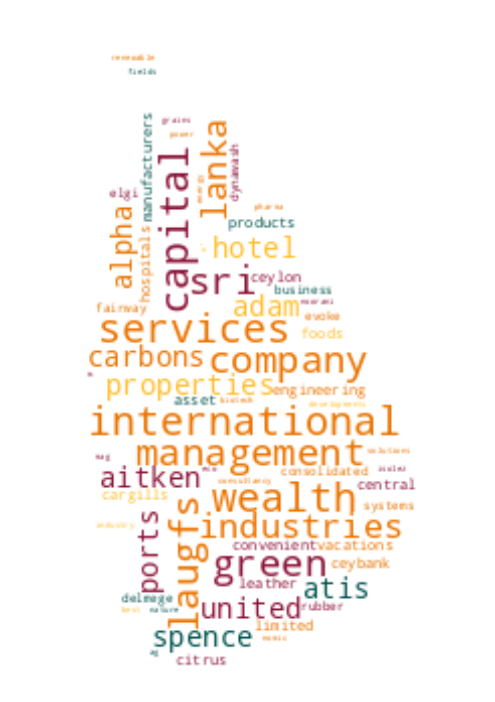 renewable
fields
grains
power
manufacturers
lanka
capital
dynawash
energy
elgi
alpha
hospitals
pharma
products
hotel
sri
ceylon
business
adam
fairway
evoke
services
foods
carbons
company
properties
engineering
asset
biotech
developments
international
management
solutions
aitken
consolidated
consultancy
central
cargills
wealth
systems
ports
laugfs
industry
industries
convenient
vacations
green
ceybank
leather
atis
delmege
best
nature
united
rubber
limited
spence
citrus